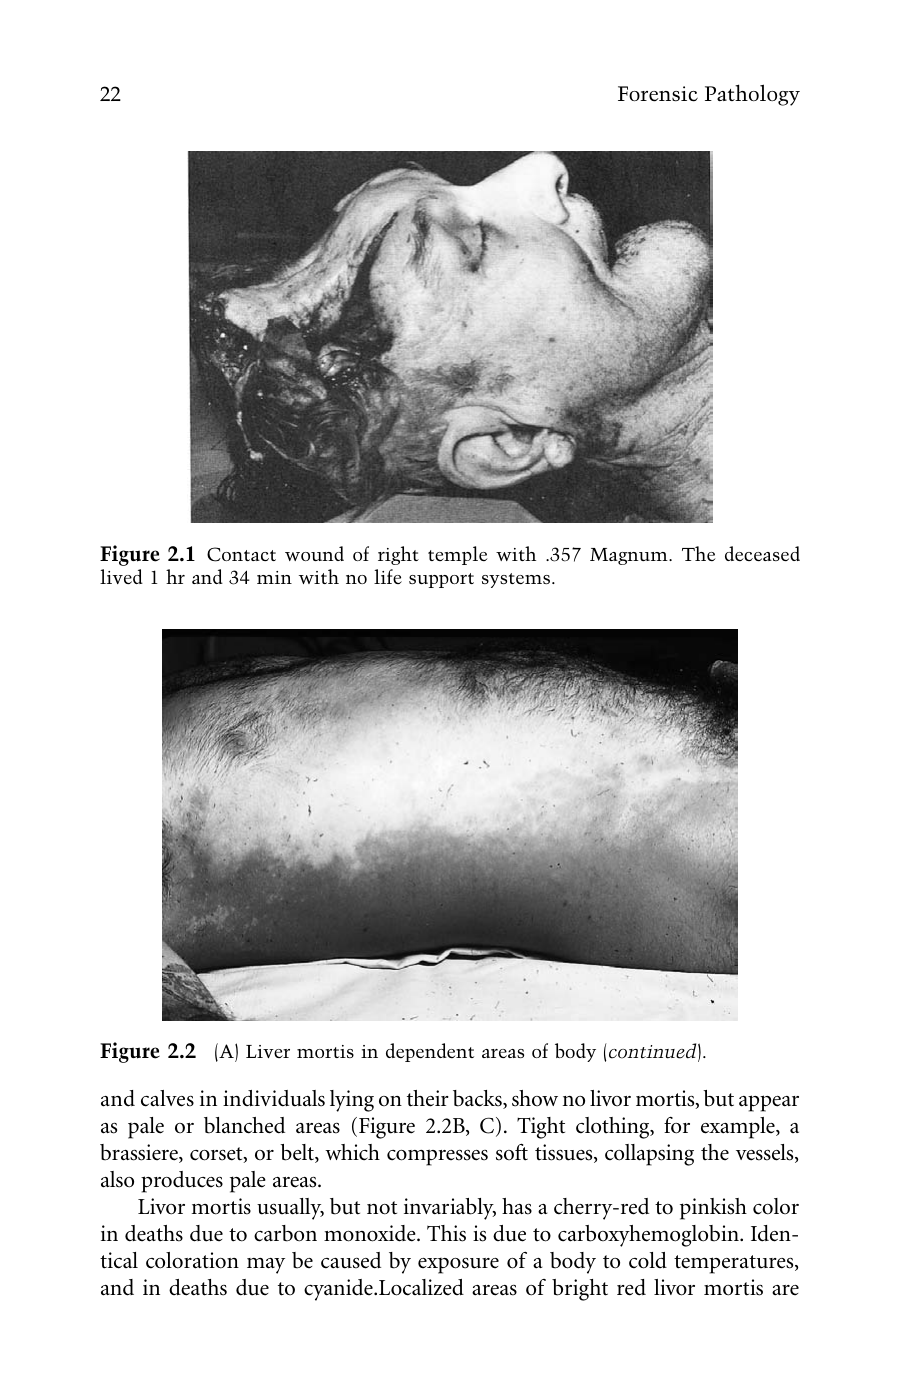 22 Forensic Pathology
Figure 2.1 Contact wound of right temple with .357 Magnum. The deceased
lived 1 hr and 34 min with no life support systems.
Figure 2.2 (A) Liver mortis in dependent areas of body (continued).
and calves in individuals lying on their backs, show no livor mortis, but appear
as pale or blanched areas (Figure 2.2B, C). Tight clothing, for example, a
brassiere, corset, or belt, which compresses soft tissues, collapsing the vessels,
also produces pale areas.
Livor mortis usually, but not invariably, has a cherry-red to pinkish color
in deaths due to carbon monoxide. This is due to carboxyhemoglobin. Iden-
tical coloration may be caused by exposure of a body to cold temperatures,
and in deaths due to cyanide.Localized areas of bright red livor mortis are